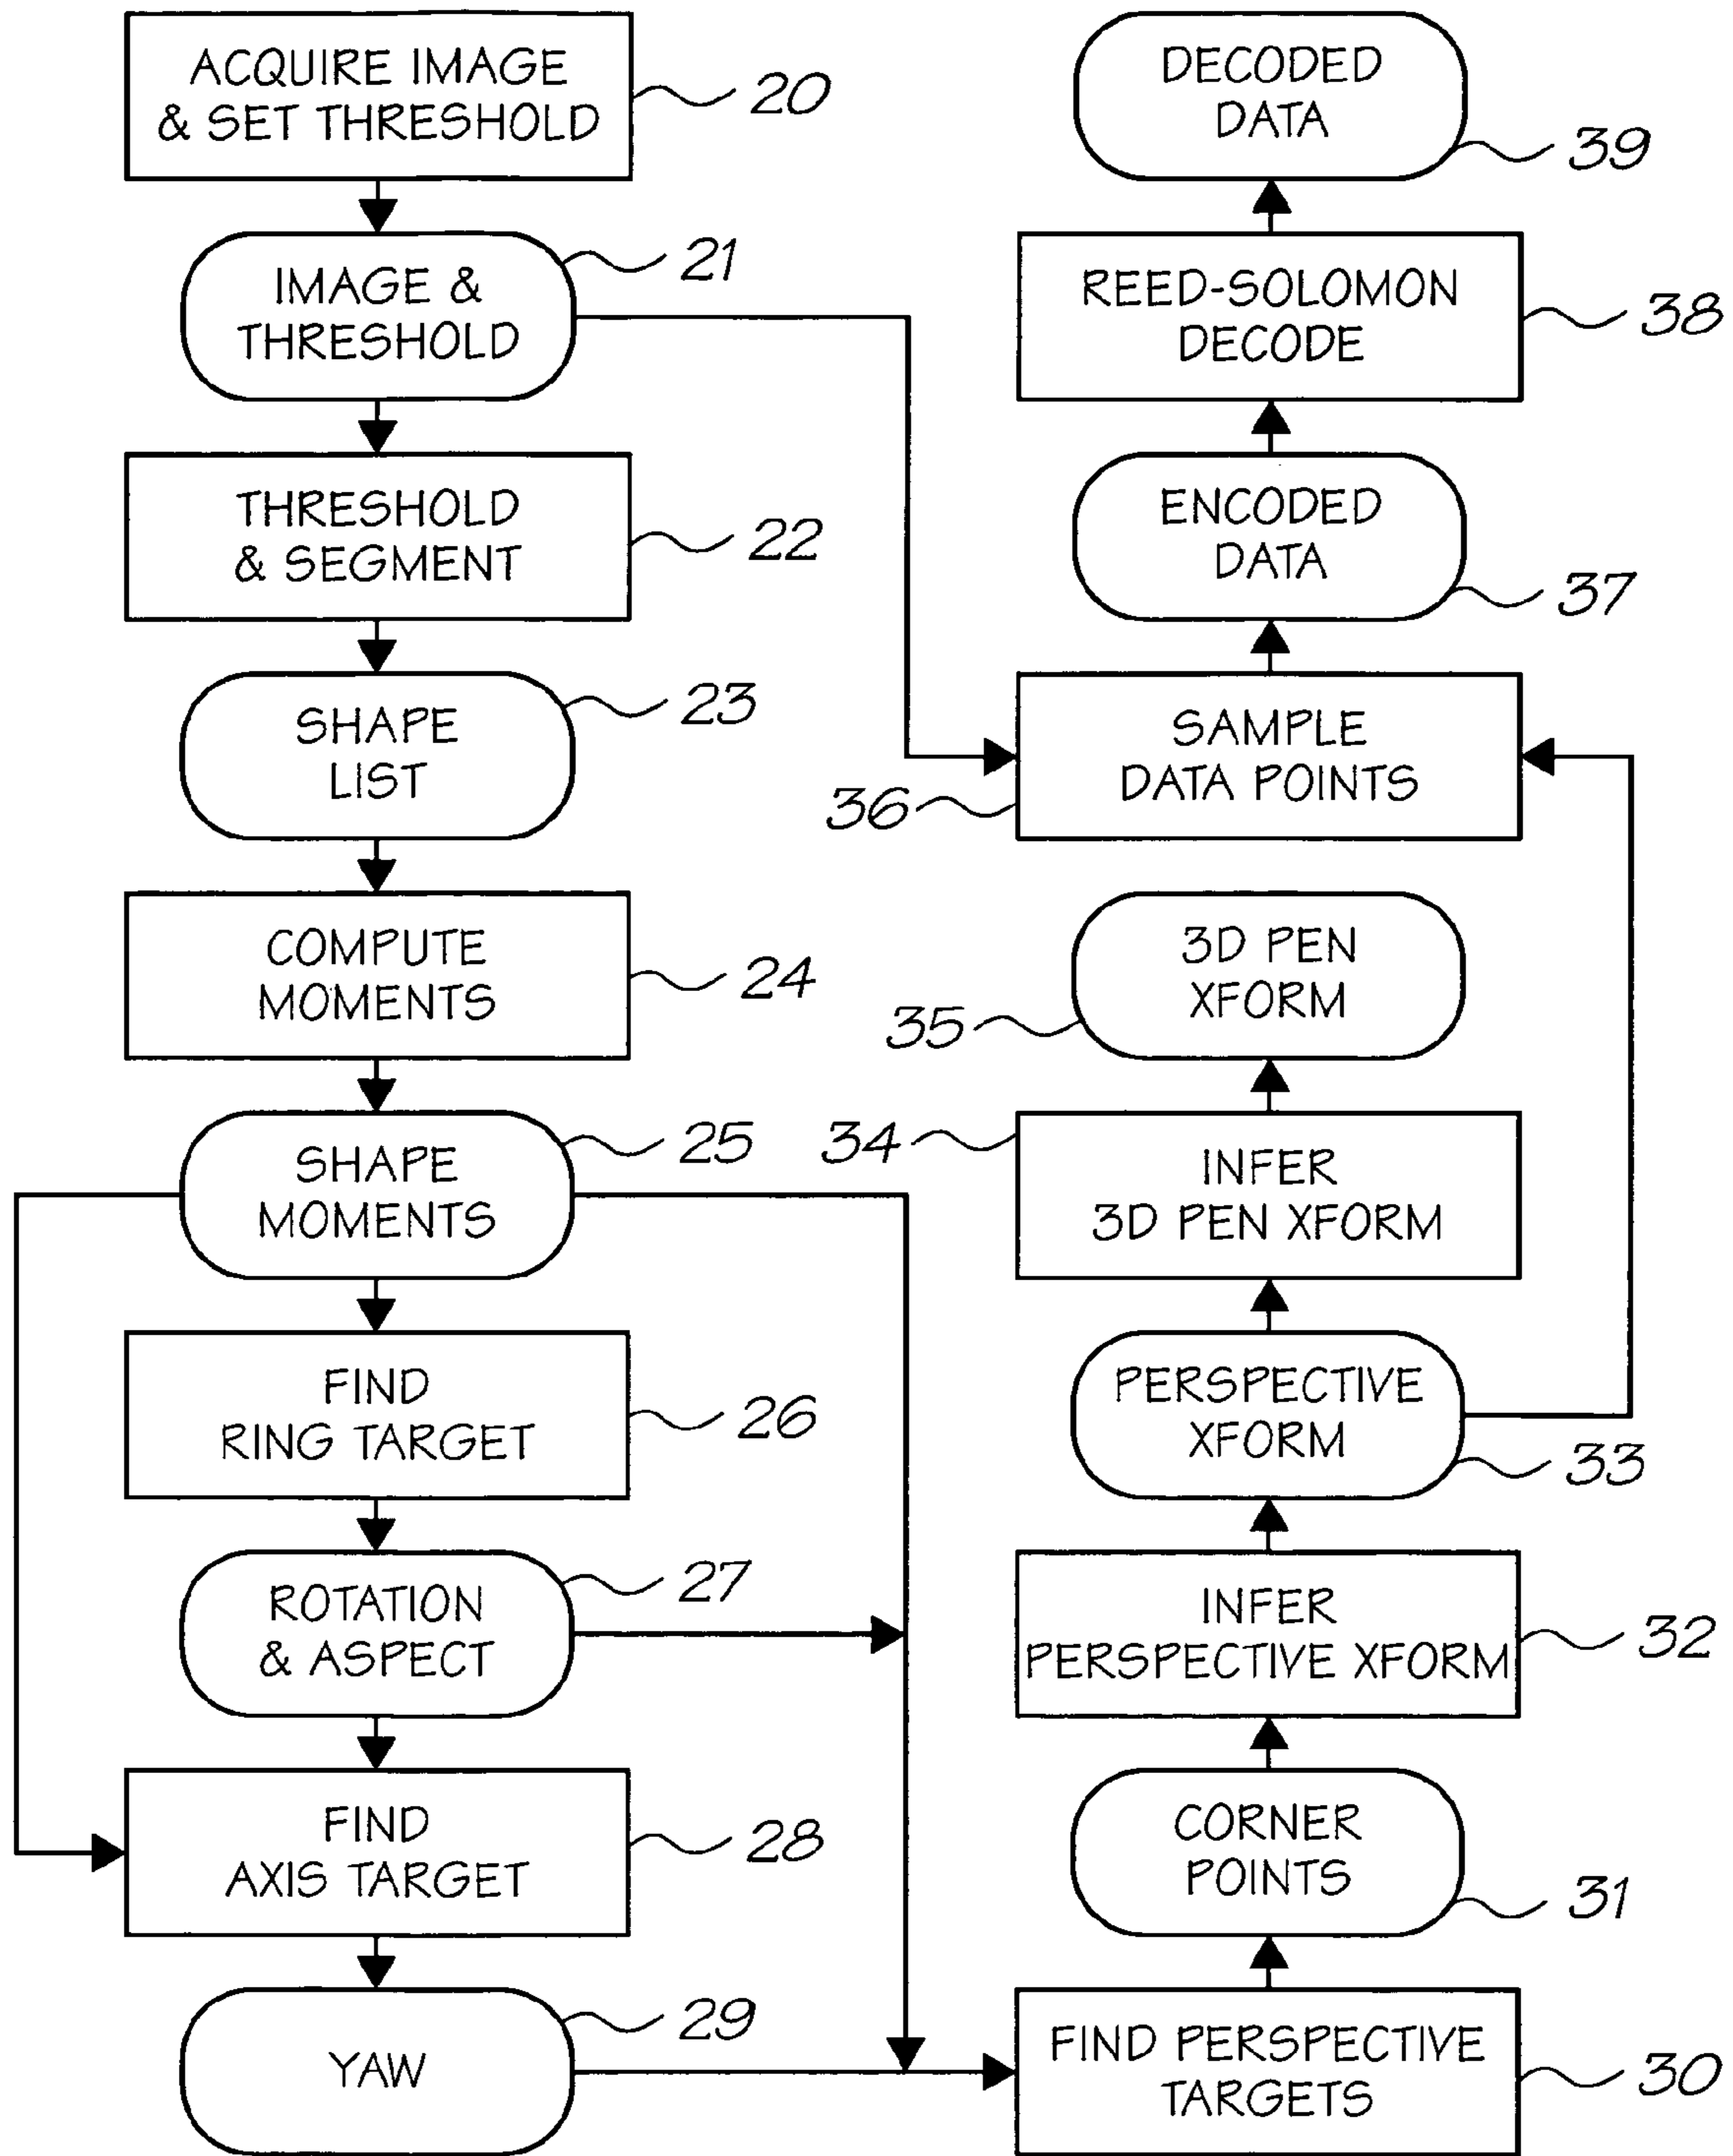 ACQUIRE IMAGE
& SET THRESHOLD
20
IMAGE &
THRESHOLD
21
THRESHOLD
& SEGMENT
22
SHAPE
LIST
23
COMPUTE
MOMENTS
24
SHAPE
MOMENTS
25
FIND
RING TARGET
26
ROTATION
& ASPECT
27
FIND
AXIS TARGET
28
YAW
29
DECODED
DATA
39
REED-SOLOMON
DECODE
38
ENCODED
DATA
37
SAMPLE
DATA POINTS
36
3D PEN
XFORM
35
INFER
3D PEN XFORM
34
PERSPECTIVE
XFORM
33
INFER
PERSPECTIVE XFORM
32
CORNER
POINTS
31
FIND PERSPECTIVE
TARGETS
30